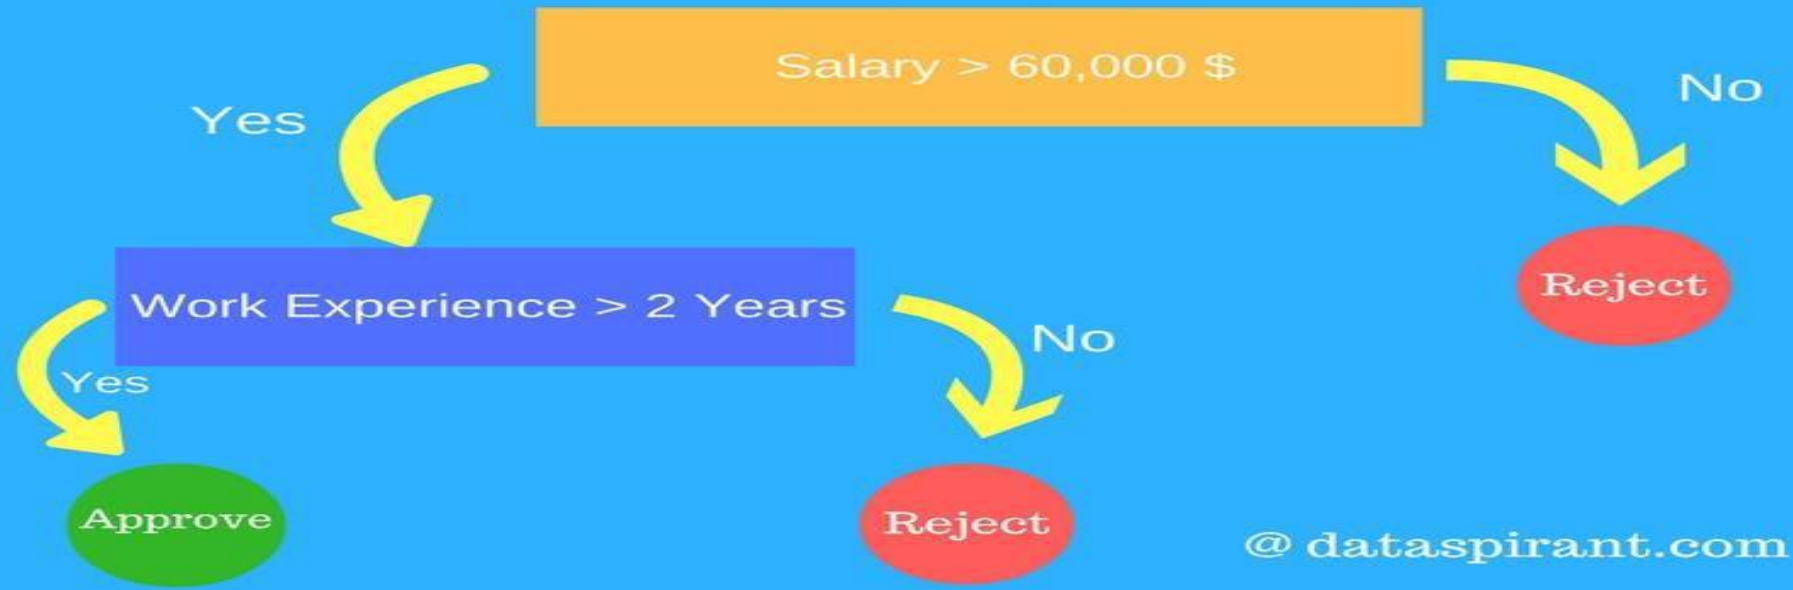 Salary > 60,000 $
Yes
No
Work Experience > 2 Years
Reject
Yes
No
Approve
Reject
@ dataspirant.com